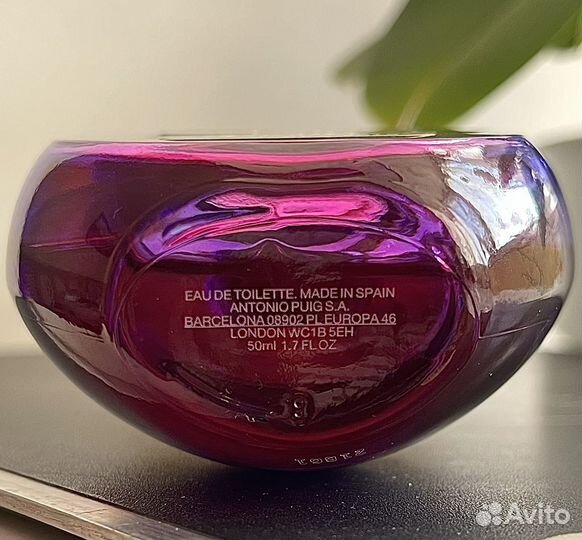 EAU DE TOILETTE. MADE IN SPAIN
ANTONIO PUIG S.A.
BARCELONA 08902 PL EUROPA 46
LONDON WC1B 5EH
50ml 1.7 FL.OZ
Avito